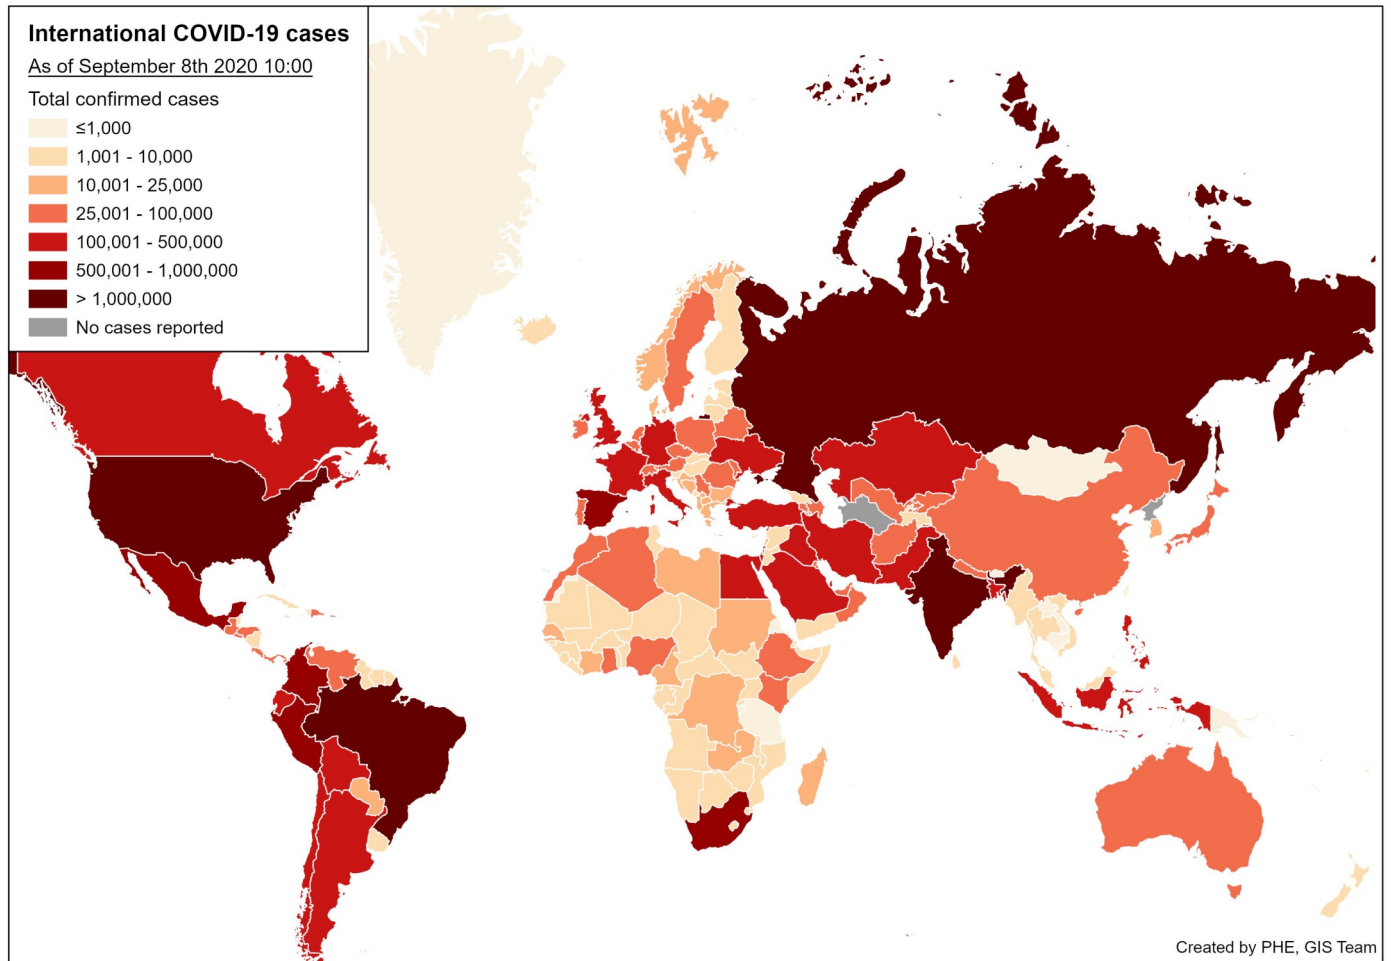 International COVID-19 cases
As of September 8th 2020 10:00
Total confirmed cases
≤1,000
1,001 - 10,000
10,001 - 25,000
25,001 - 100,000
100,001 - 500,000
500,001 - 1,000,000
> 1,000,000
No cases reported
Created by PHE, GIS Team